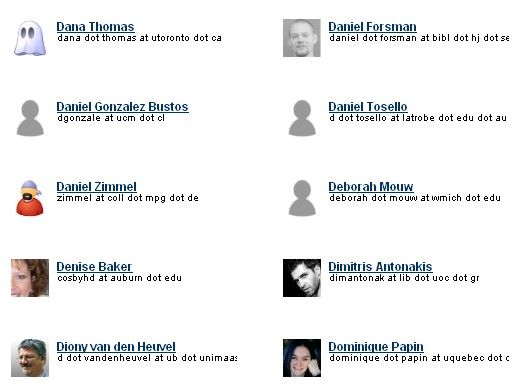 Dana Thomas
dana dot thomas at utoronto dot ca
Daniel Forsman
daniel dot forsman at bibl dot hj dot se
Daniel Gonzalez Bustos
dgonzale at ucm dot cl
Daniel Tosello
d dot tosello at latrobe dot edu dot au
Daniel Zimmel
zimmel at coll dot mpg dot de
Deborah Mouw
deborah dot mouw at wmich dot edu
Denise Baker
cosbyhd at auburn dot edu
Dimitris Antonakis
dimantonak at lib dot uoc dot gr
Diony van den Heuvel
d dot vandenheuvel at ub dot unimaas
Dominique Papin
dominique dot papin at uquebec dot c